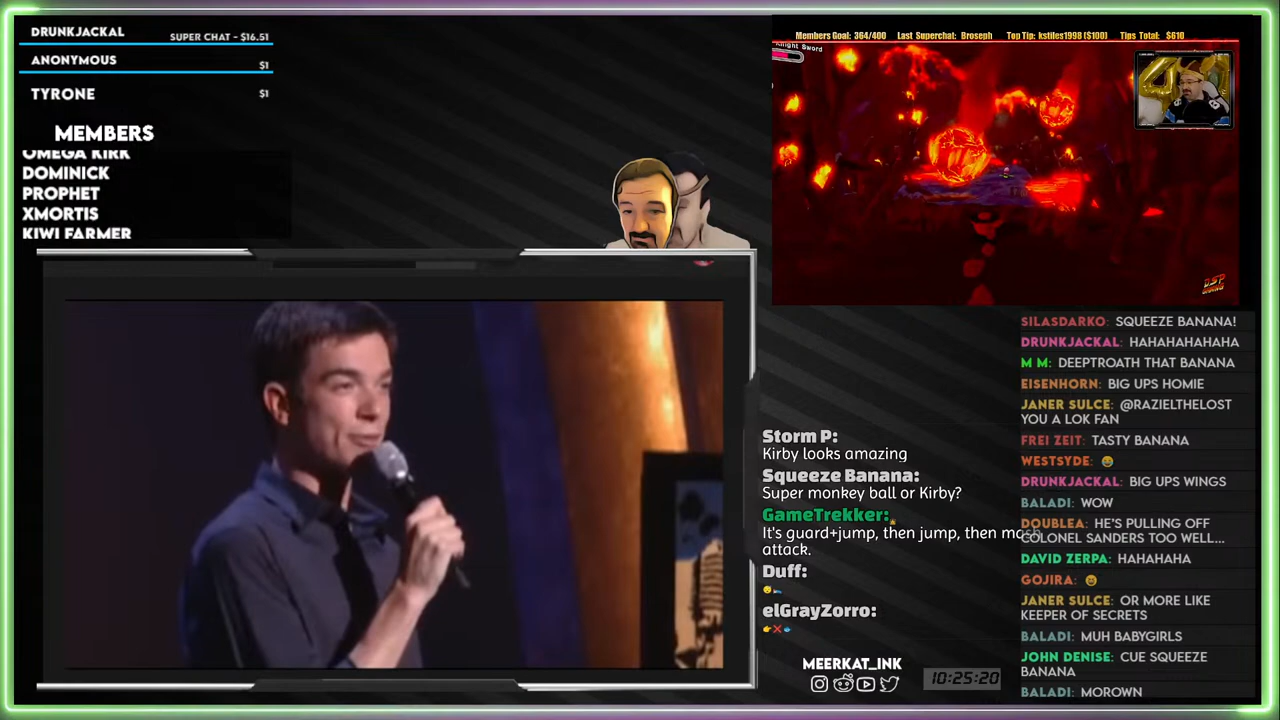 DRUNKJACKAL
SUPER CHAT - $16.51
ANONYMOUS
$1
TYRONE
$1
MEMBERS
OMEGA KIRK
DOMINICK
PROPHET
XMORTIS
KIWI FARMER
Members Goal: 364/400 Last Superchat: Broseph Top Tip: kstiles1998 ($100) Tips Total: $610
Knight Sword
DSP
GAMING
Storm P:
Kirby looks amazing
Squeeze Banana:
Super monkey ball or Kirby?
GameTrekker:
It's guard+jump, then jump, then mash
attack.
Duff:
elGrayZorro:
MEERKAT_INK
10:25:20
SILASDARKO: SQUEEZE BANANA!
DRUNKJACKAL: HAHAHAHAHAHA
M M: DEEPTROATH THAT BANANA
EISENHORN: BIG UPS HOMIE
JANER SULCE: @RAZIELTHELOST
YOU A LOK FAN
FREI ZEIT: TASTY BANANA
WESTSYDE:
DRUNKJACKAL: BIG UPS WINGS
BALADI: WOW
DOUBLEA: HE'S PULLING OFF
COLONEL SANDERS TOO WELL...
DAVID ZERPA: HAHAHAHA
GOJIRA:
JANER SULCE: OR MORE LIKE
KEEPER OF SECRETS
BALADI: MUH BABYGIRLS
JOHN DENISE: CUE SQUEEZE
BANANA
BALADI: MOROWN